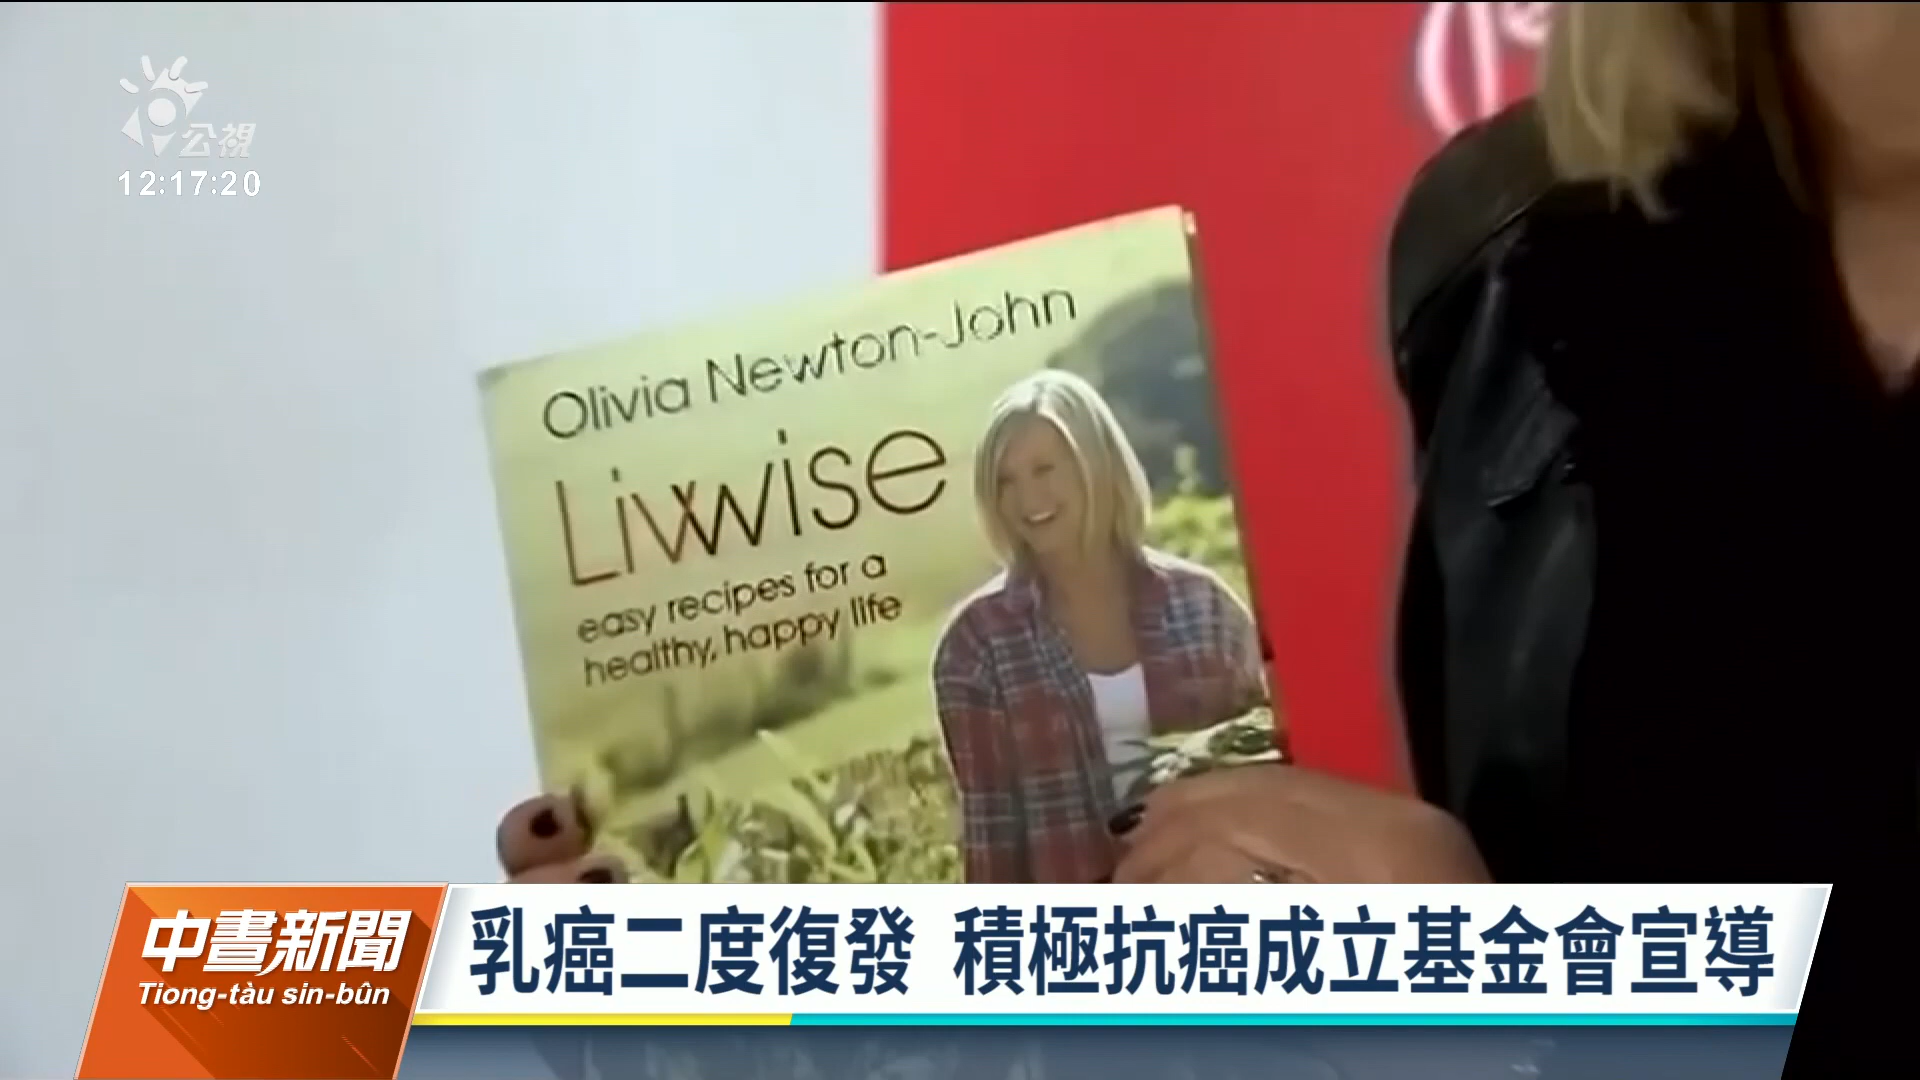 公視
12:17:20
Olivia Newton-John
Livwise
easy recipes for a
healthy, happy life
中晝新聞
Tiong-tàu sin-bûn
乳癌二度復發 積極抗癌成立基金會宣導